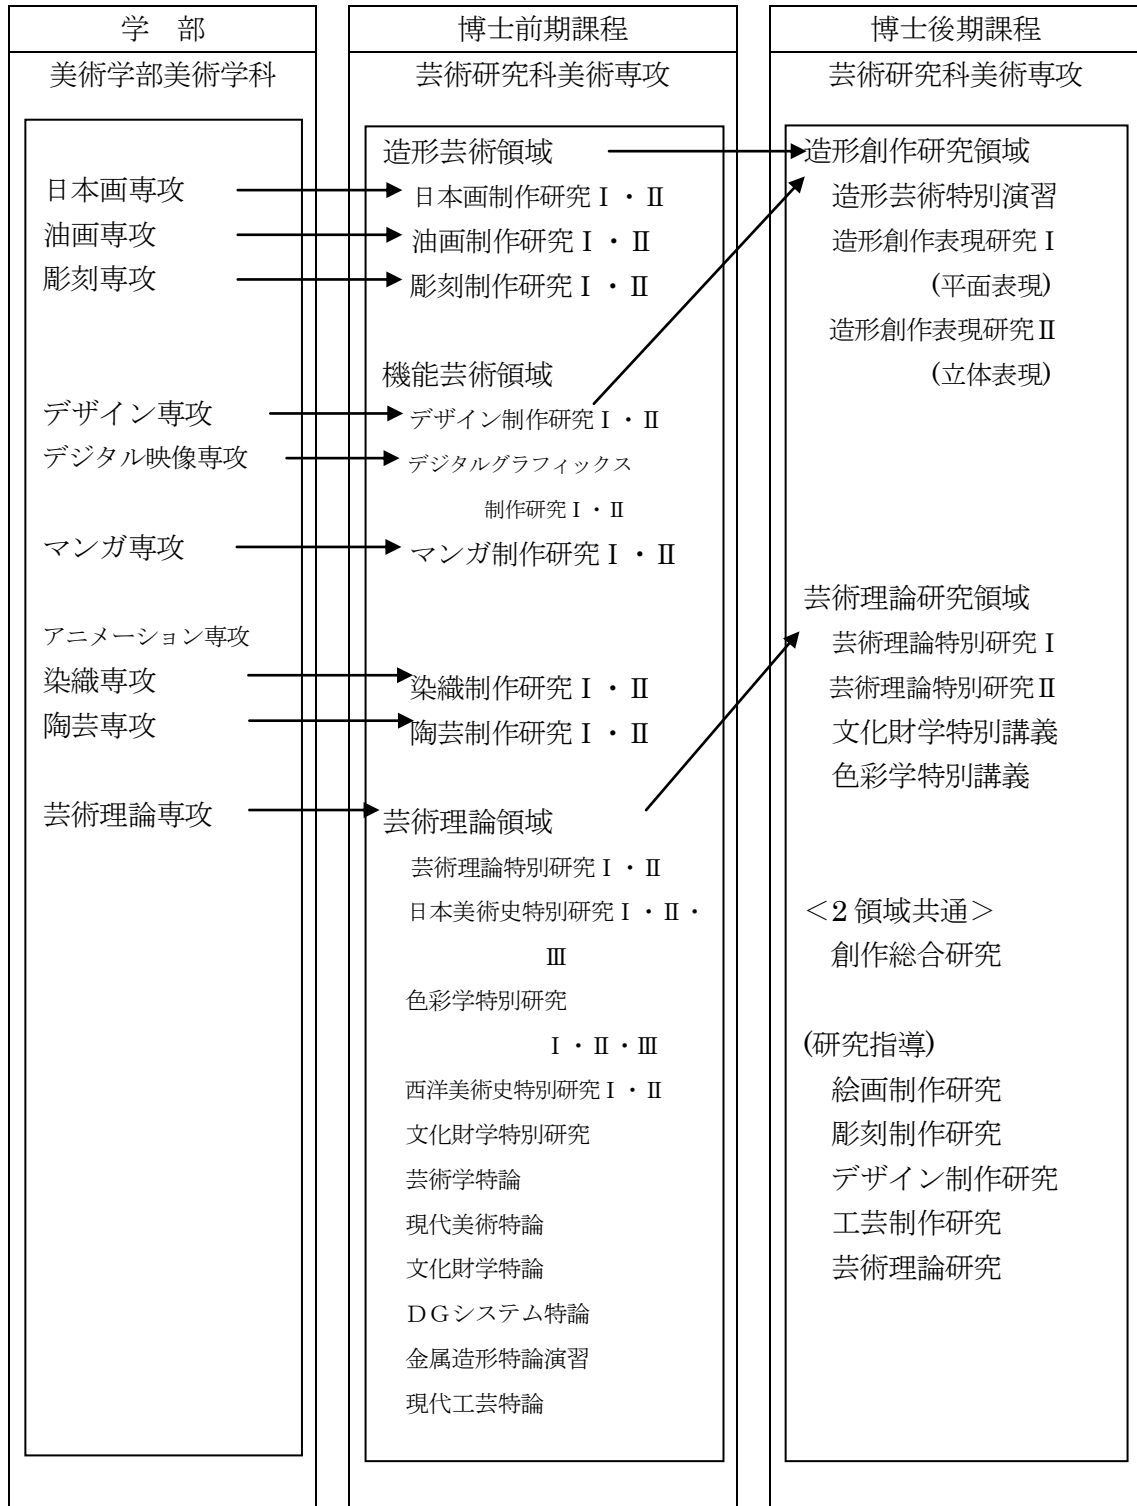 学　部
美術学部美術学科
日本画専攻
油画専攻
彫刻専攻
デザイン専攻
デジタル映像専攻
マンガ専攻
アニメーション専攻
染織専攻
陶芸専攻
芸術理論専攻
博士前期課程
芸術研究科美術専攻
造形芸術領域
日本画制作研究Ⅰ・Ⅱ
油画制作研究Ⅰ・Ⅱ
彫刻制作研究Ⅰ・Ⅱ
機能芸術領域
デザイン制作研究Ⅰ・Ⅱ
デジタルグラフィックス
制作研究Ⅰ・Ⅱ
マンガ制作研究Ⅰ・Ⅱ
染織制作研究Ⅰ・Ⅱ
陶芸制作研究Ⅰ・Ⅱ
芸術理論領域
芸術理論特別研究Ⅰ・Ⅱ
日本美術史特別研究Ⅰ・Ⅱ・
Ⅲ
色彩学特別研究
Ⅰ・Ⅱ・Ⅲ
西洋美術史特別研究Ⅰ・Ⅱ
文化財学特別研究
芸術学特論
現代美術特論
文化財学特論
ＤＧシステム特論
金属造形特論演習
現代工芸特論
博士後期課程
芸術研究科美術専攻
造形創作研究領域
造形芸術特別演習
造形創作表現研究Ⅰ
(平面表現)
造形創作表現研究Ⅱ
(立体表現)
芸術理論研究領域
芸術理論特別研究Ⅰ
芸術理論特別研究Ⅱ
文化財学特別講義
色彩学特別講義
＜2 領域共通＞
創作総合研究
(研究指導)
絵画制作研究
彫刻制作研究
デザイン制作研究
工芸制作研究
芸術理論研究